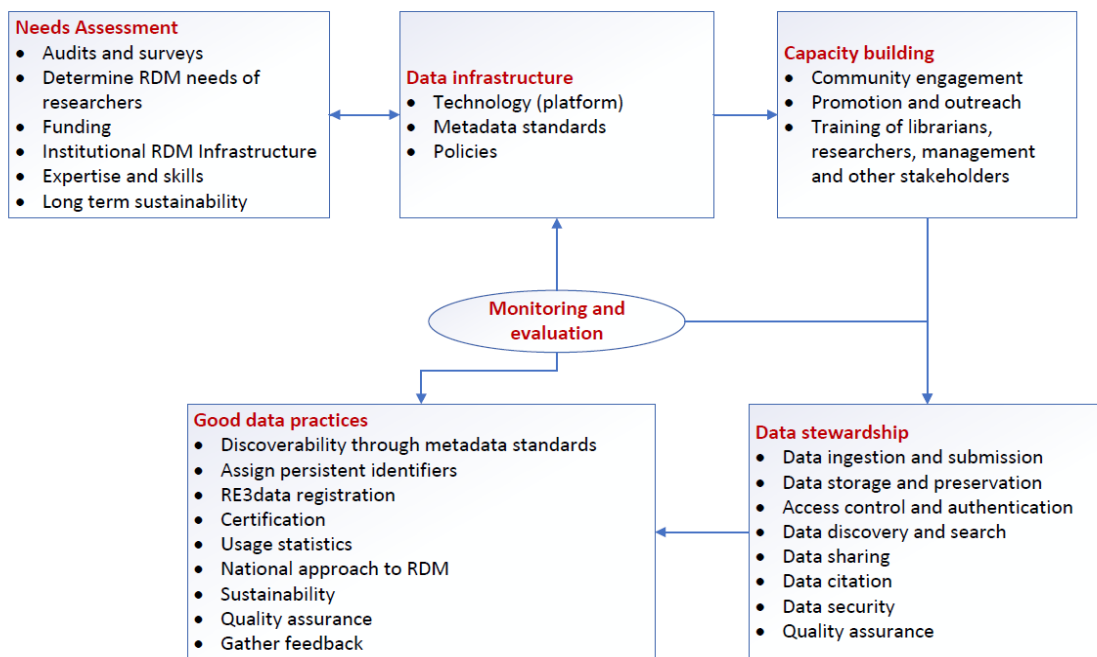 Needs Assessment
• Audits and surveys
• Determine RDM needs of
researchers
• Funding
• Institutional RDM Infrastructure
• Expertise and skills
• Long term sustainability
Data infrastructure
• Technology (platform)
• Metadata standards
• Policies
Capacity building
• Community engagement
• Promotion and outreach
• Training of librarians,
researchers, management
and other stakeholders
Monitoring and
evaluation
Good data practices
• Discoverability through metadata standards
• Assign persistent identifiers
• RE3data registration
• Certification
• Usage statistics
• National approach to RDM
• Sustainability
• Quality assurance
• Gather feedback
Data stewardship
• Data ingestion and submission
• Data storage and preservation
• Access control and authentication
• Data discovery and search
• Data sharing
• Data citation
• Data security
• Quality assurance